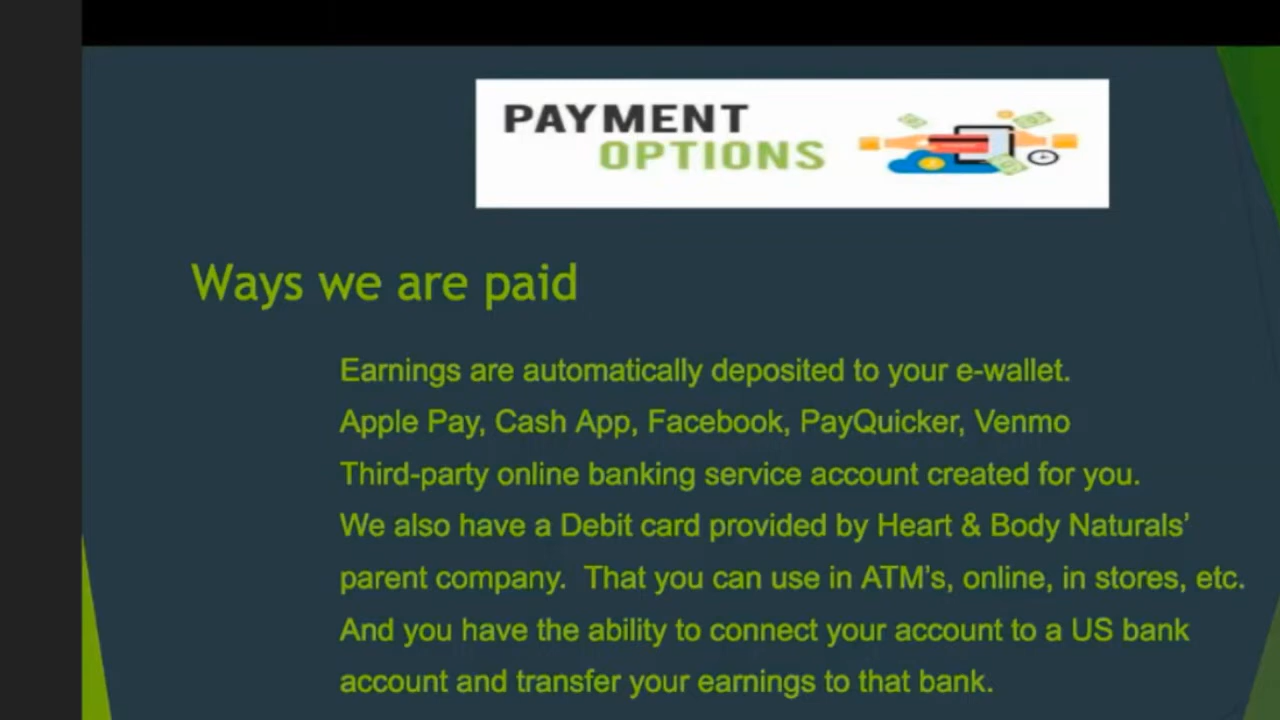 PAYMENT
OPTIONS
Ways we are paid
Earnings are automatically deposited to your e-wallet.
Apple Pay, Cash App, Facebook, PayQuicker, Venmo
Third-party online banking service account created for you.
We also have a Debit card provided by Heart & Body Naturals’
parent company.  That you can use in ATM’s, online, in stores, etc.
And you have the ability to connect your account to a US bank
account and transfer your earnings to that bank.